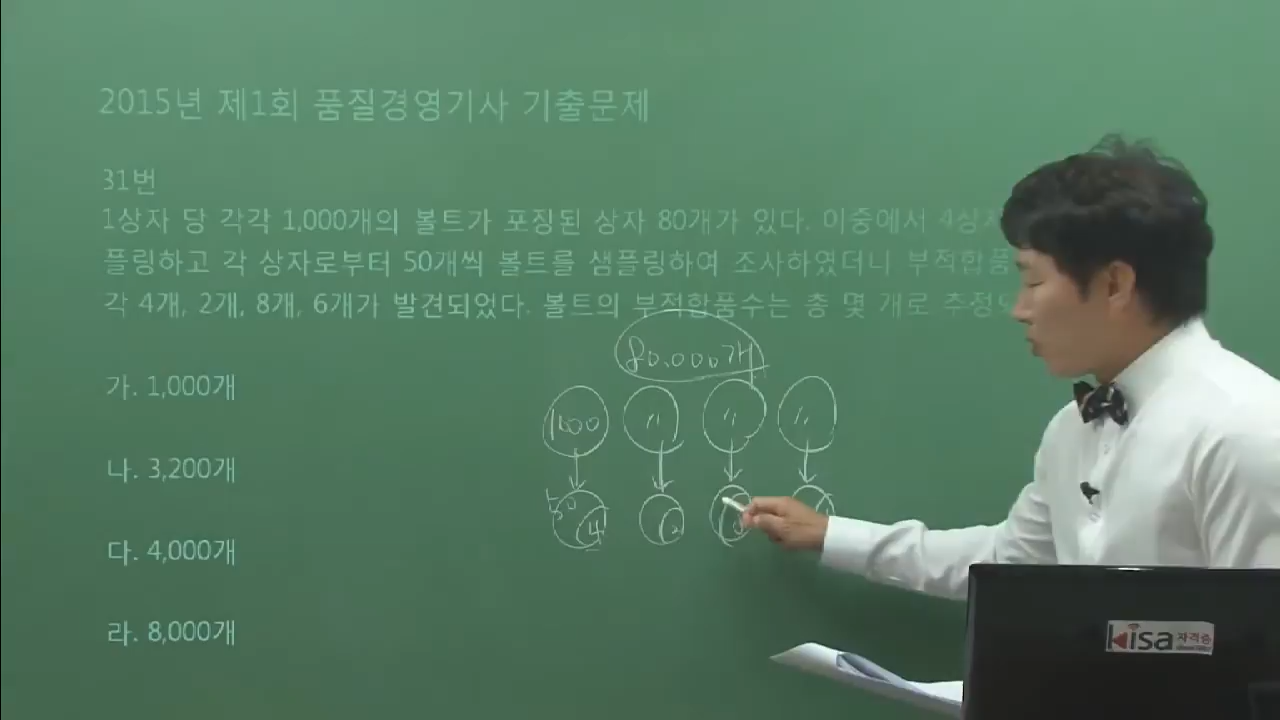 2015년 제1회 품질경영기사 기출문제
31번
1상자 당 각각 1,000개의 볼트가 포장된 상자 80개가 있다. 이중에서 4상자
플링하고 각 상자로부터 50개씩 볼트를 샘플링하여 조사하였더니 부적합품
각 4개, 2개, 8개, 6개가 발견되었다. 볼트의 부적합품수는 총 몇 개로 추정
80.000개
가. 1,000개
1000 〃 〃 〃
나. 3,200개
50 4 2
다. 4,000개
라. 8,000개
kisa 자격증